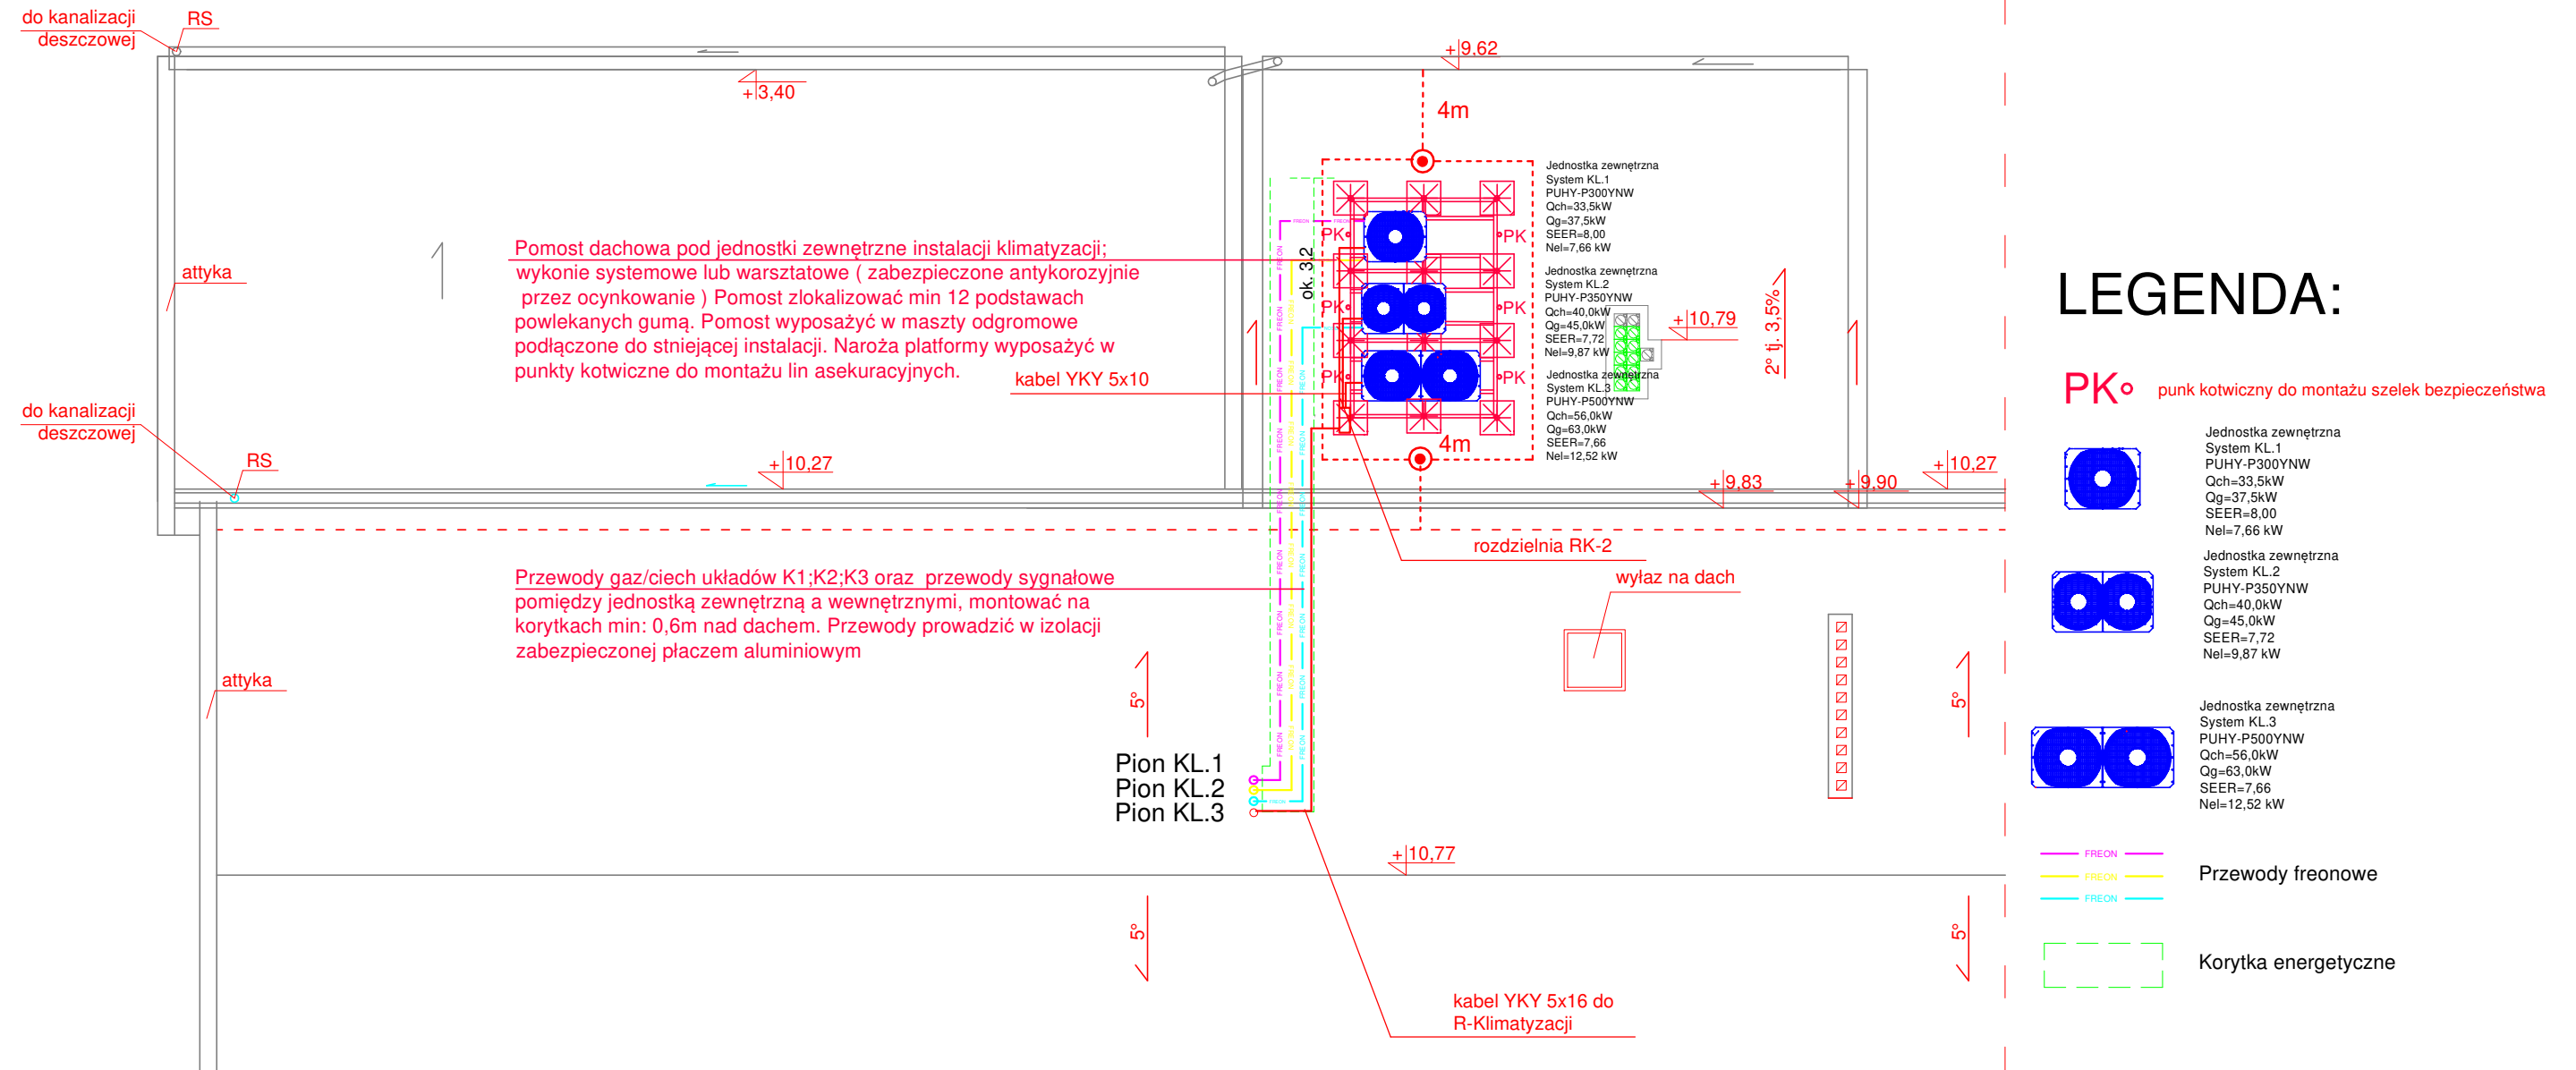 do kanalizacji
deszczowej
RS
+3,40
+9,62
4m
Jednostka zewnętrzna
System KL.1
PUHY-P300YNW
Qch=33,5kW
Qg=37,5kW
SEER=8,00
Nel=7,66 kW
Pomost dachowa pod jednostki zewnętrzne instalacji klimatyzacji;
wykonie systemowe lub warsztatowe ( zabezpieczone antykorozyjnie
przez ocynkowanie ) Pomost zlokalizować min 12 podstawach
powlekanych gumą. Pomost wyposażyć w maszty odgromowe
podłączone do stniejącej instalacji. Naroża platformy wyposażyć w
punkty kotwiczne do montażu lin asekuracyjnych.
attyka
ok. 3,2
PK
PK
PK
PK
PK
PK
Jednostka zewnętrzna
System KL.2
PUHY-P350YNW
Qch=40,0kW
Qg=45,0kW
SEER=7,72
Nel=9,87 kW
+10,79
2° tj. 3,5%
kabel YKY 5x10
Jednostka zewnętrzna
System KL.3
PUHY-P500YNW
Qch=56,0kW
Qg=63,0kW
SEER=7,66
Nel=12,52 kW
4m
do kanalizacji
deszczowej
RS
+10,27
+9,83
+9,90
+10,27
rozdzielnia RK-2
wyłaz na dach
Przewody gaz/ciech układów K1;K2;K3 oraz przewody sygnałowe
pomiędzy jednostką zewnętrzną a wewnętrznymi, montować na
korytkach min: 0,6m nad dachem. Przewody prowadzić w izolacji
zabezpieczonej płaczem aluminiowym
FREON
FREON
FREON
FREON
FREON
FREON
FREON
FREON
FREON
attyka
5°
5°
Pion KL.1
Pion KL.2
Pion KL.3
+10,77
5°
5°
kabel YKY 5x16 do
R-Klimatyzacji
LEGENDA:
PK
punk kotwiczny do montażu szelek bezpieczeństwa
Jednostka zewnętrzna
System KL.1
PUHY-P300YNW
Qch=33,5kW
Qg=37,5kW
SEER=8,00
Nel=7,66 kW
Jednostka zewnętrzna
System KL.2
PUHY-P350YNW
Qch=40,0kW
Qg=45,0kW
SEER=7,72
Nel=9,87 kW
Jednostka zewnętrzna
System KL.3
PUHY-P500YNW
Qch=56,0kW
Qg=63,0kW
SEER=7,66
Nel=12,52 kW
FREON
FREON
FREON
Przewody freonowe
Korytka energetyczne